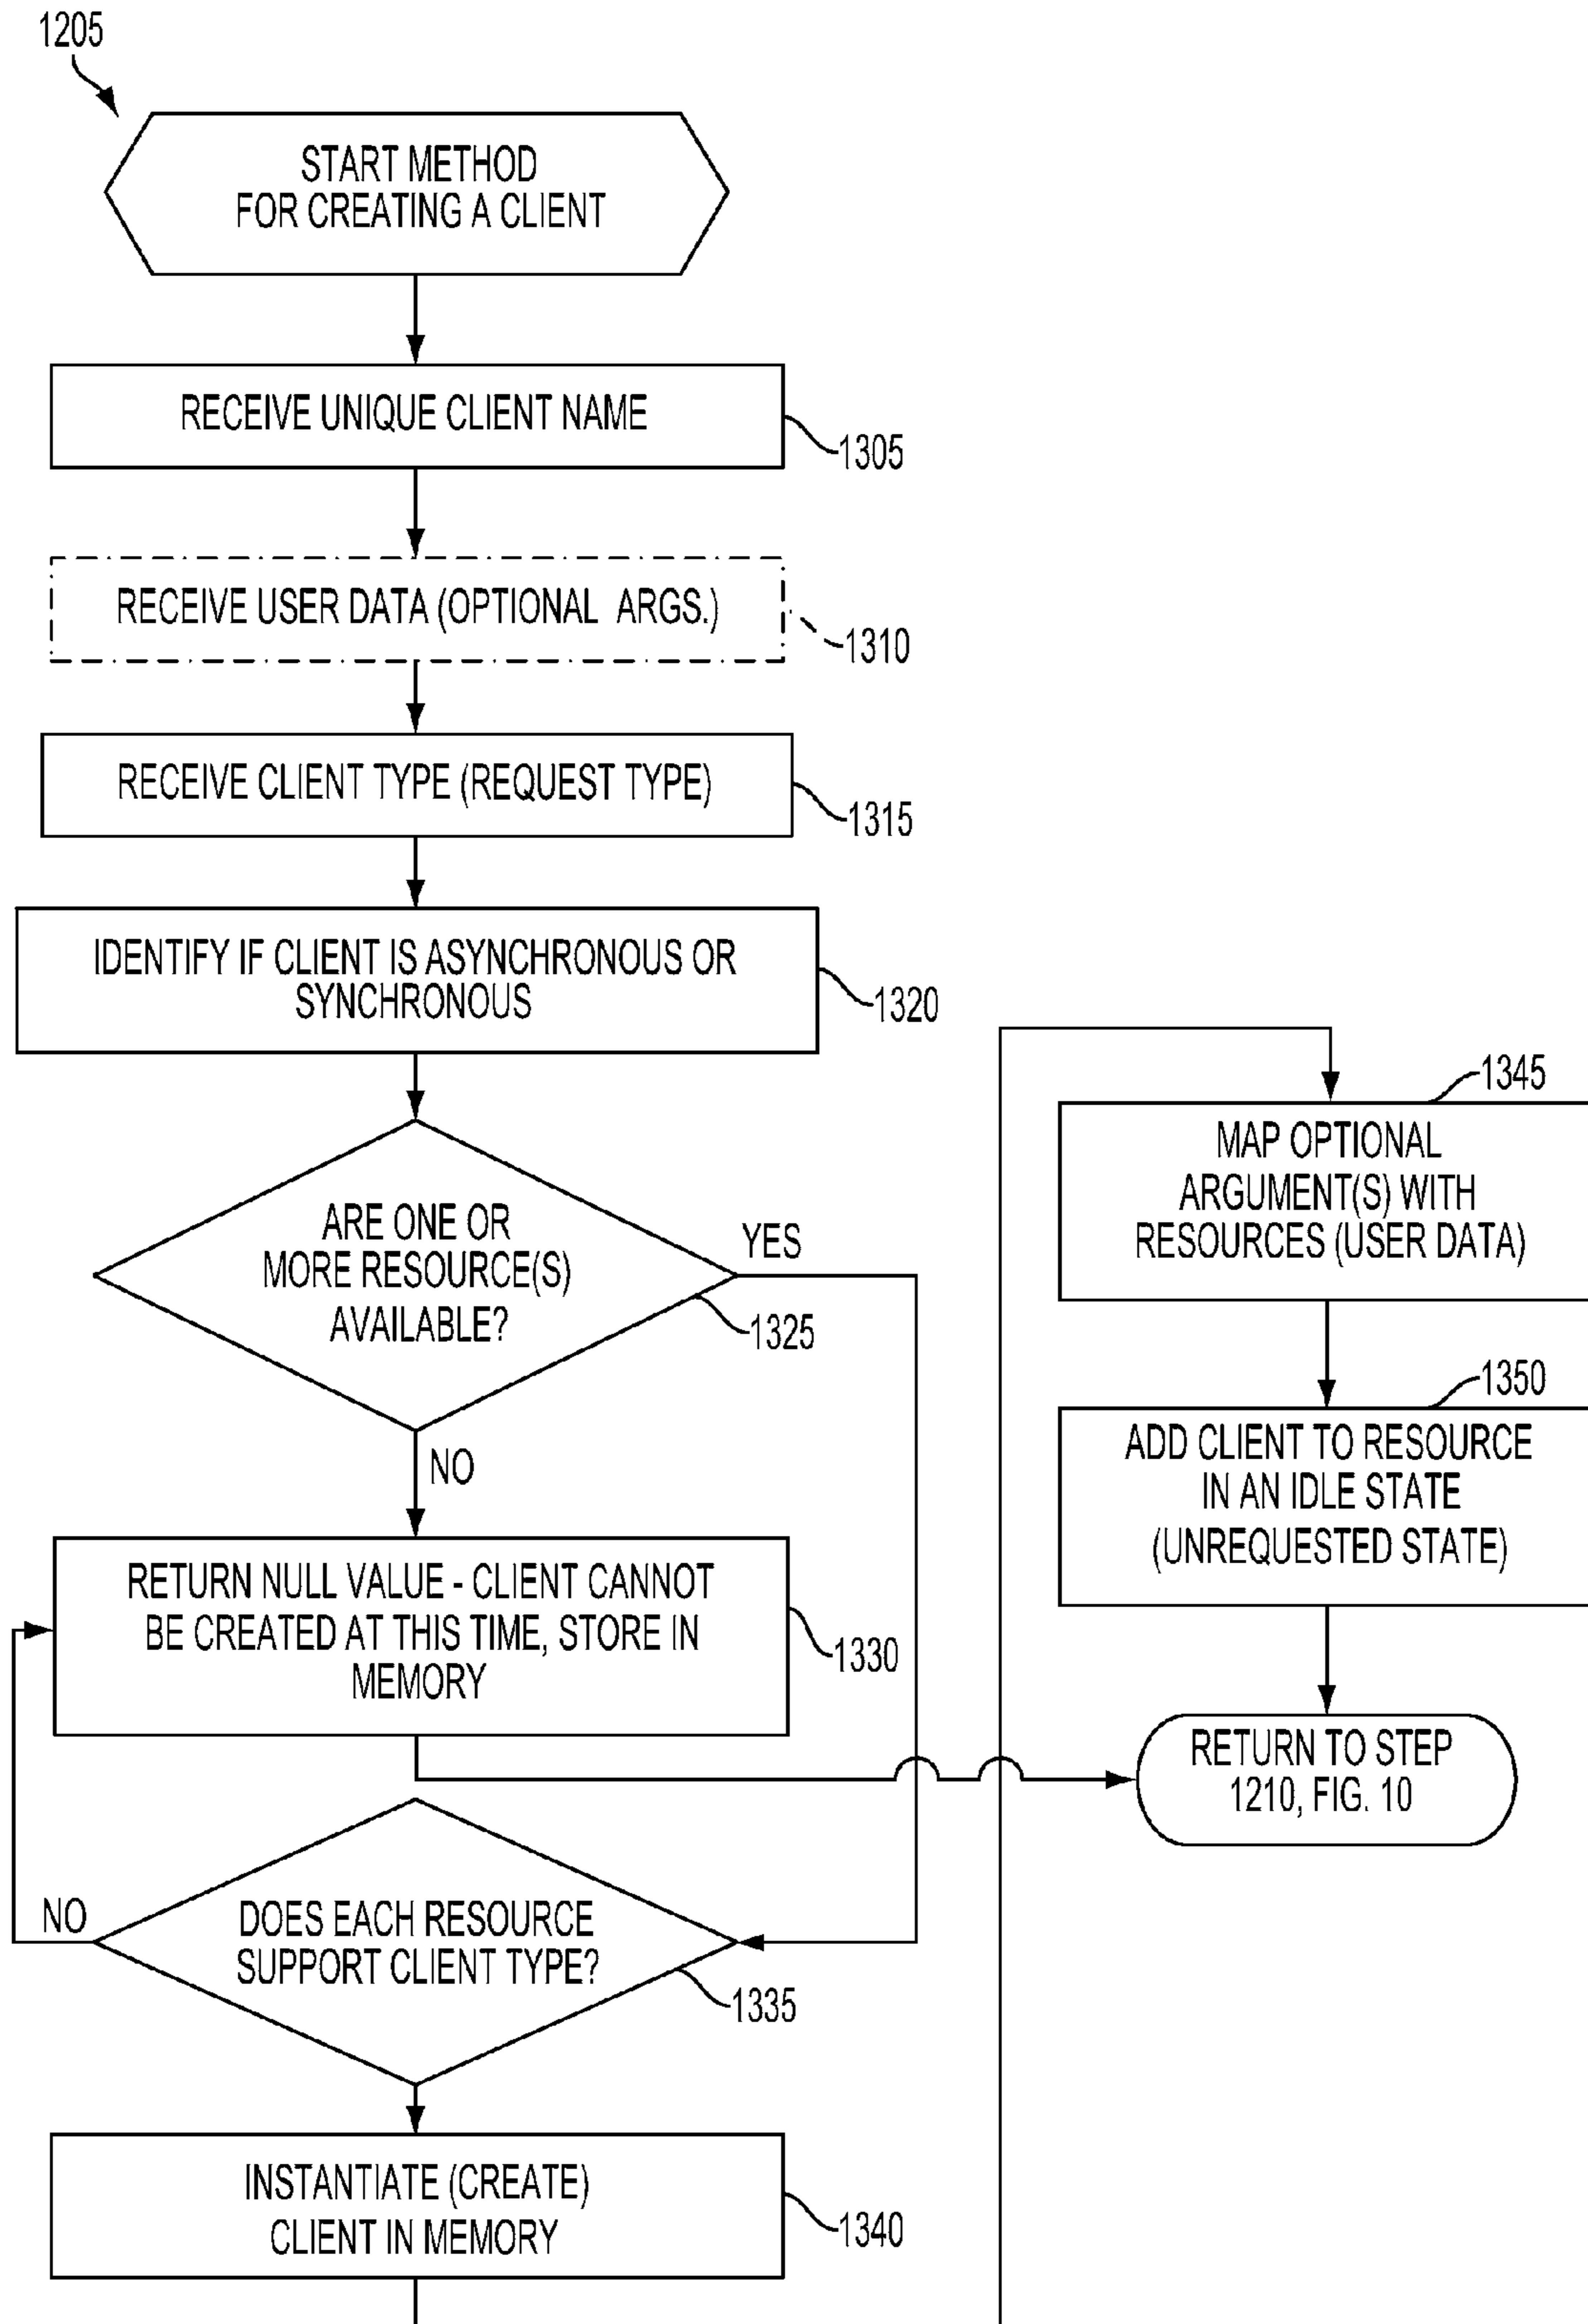 1205
START METHOD
FOR CREATING A CLIENT
RECEIVE UNIQUE CLIENT NAME
1305
RECEIVE USER DATA (OPTIONAL ARGS.)
1310
RECEIVE CLIENT TYPE (REQUEST TYPE)
1315
IDENTIFY IF CLIENT IS ASYNCHRONOUS OR
SYNCHRONOUS
1320
ARE ONE OR
MORE RESOURCE(S)
AVAILABLE?
YES
1325
NO
RETURN NULL VALUE - CLIENT CANNOT
BE CREATED AT THIS TIME, STORE IN
MEMORY
1330
NO
DOES EACH RESOURCE
SUPPORT CLIENT TYPE?
1335
INSTANTIATE (CREATE)
CLIENT IN MEMORY
1340
1345
MAP OPTIONAL
ARGUMENT(S) WITH
RESOURCES (USER DATA)
1350
ADD CLIENT TO RESOURCE
IN AN IDLE STATE
(UNREQUESTED STATE)
RETURN TO STEP
1210, FIG. 10